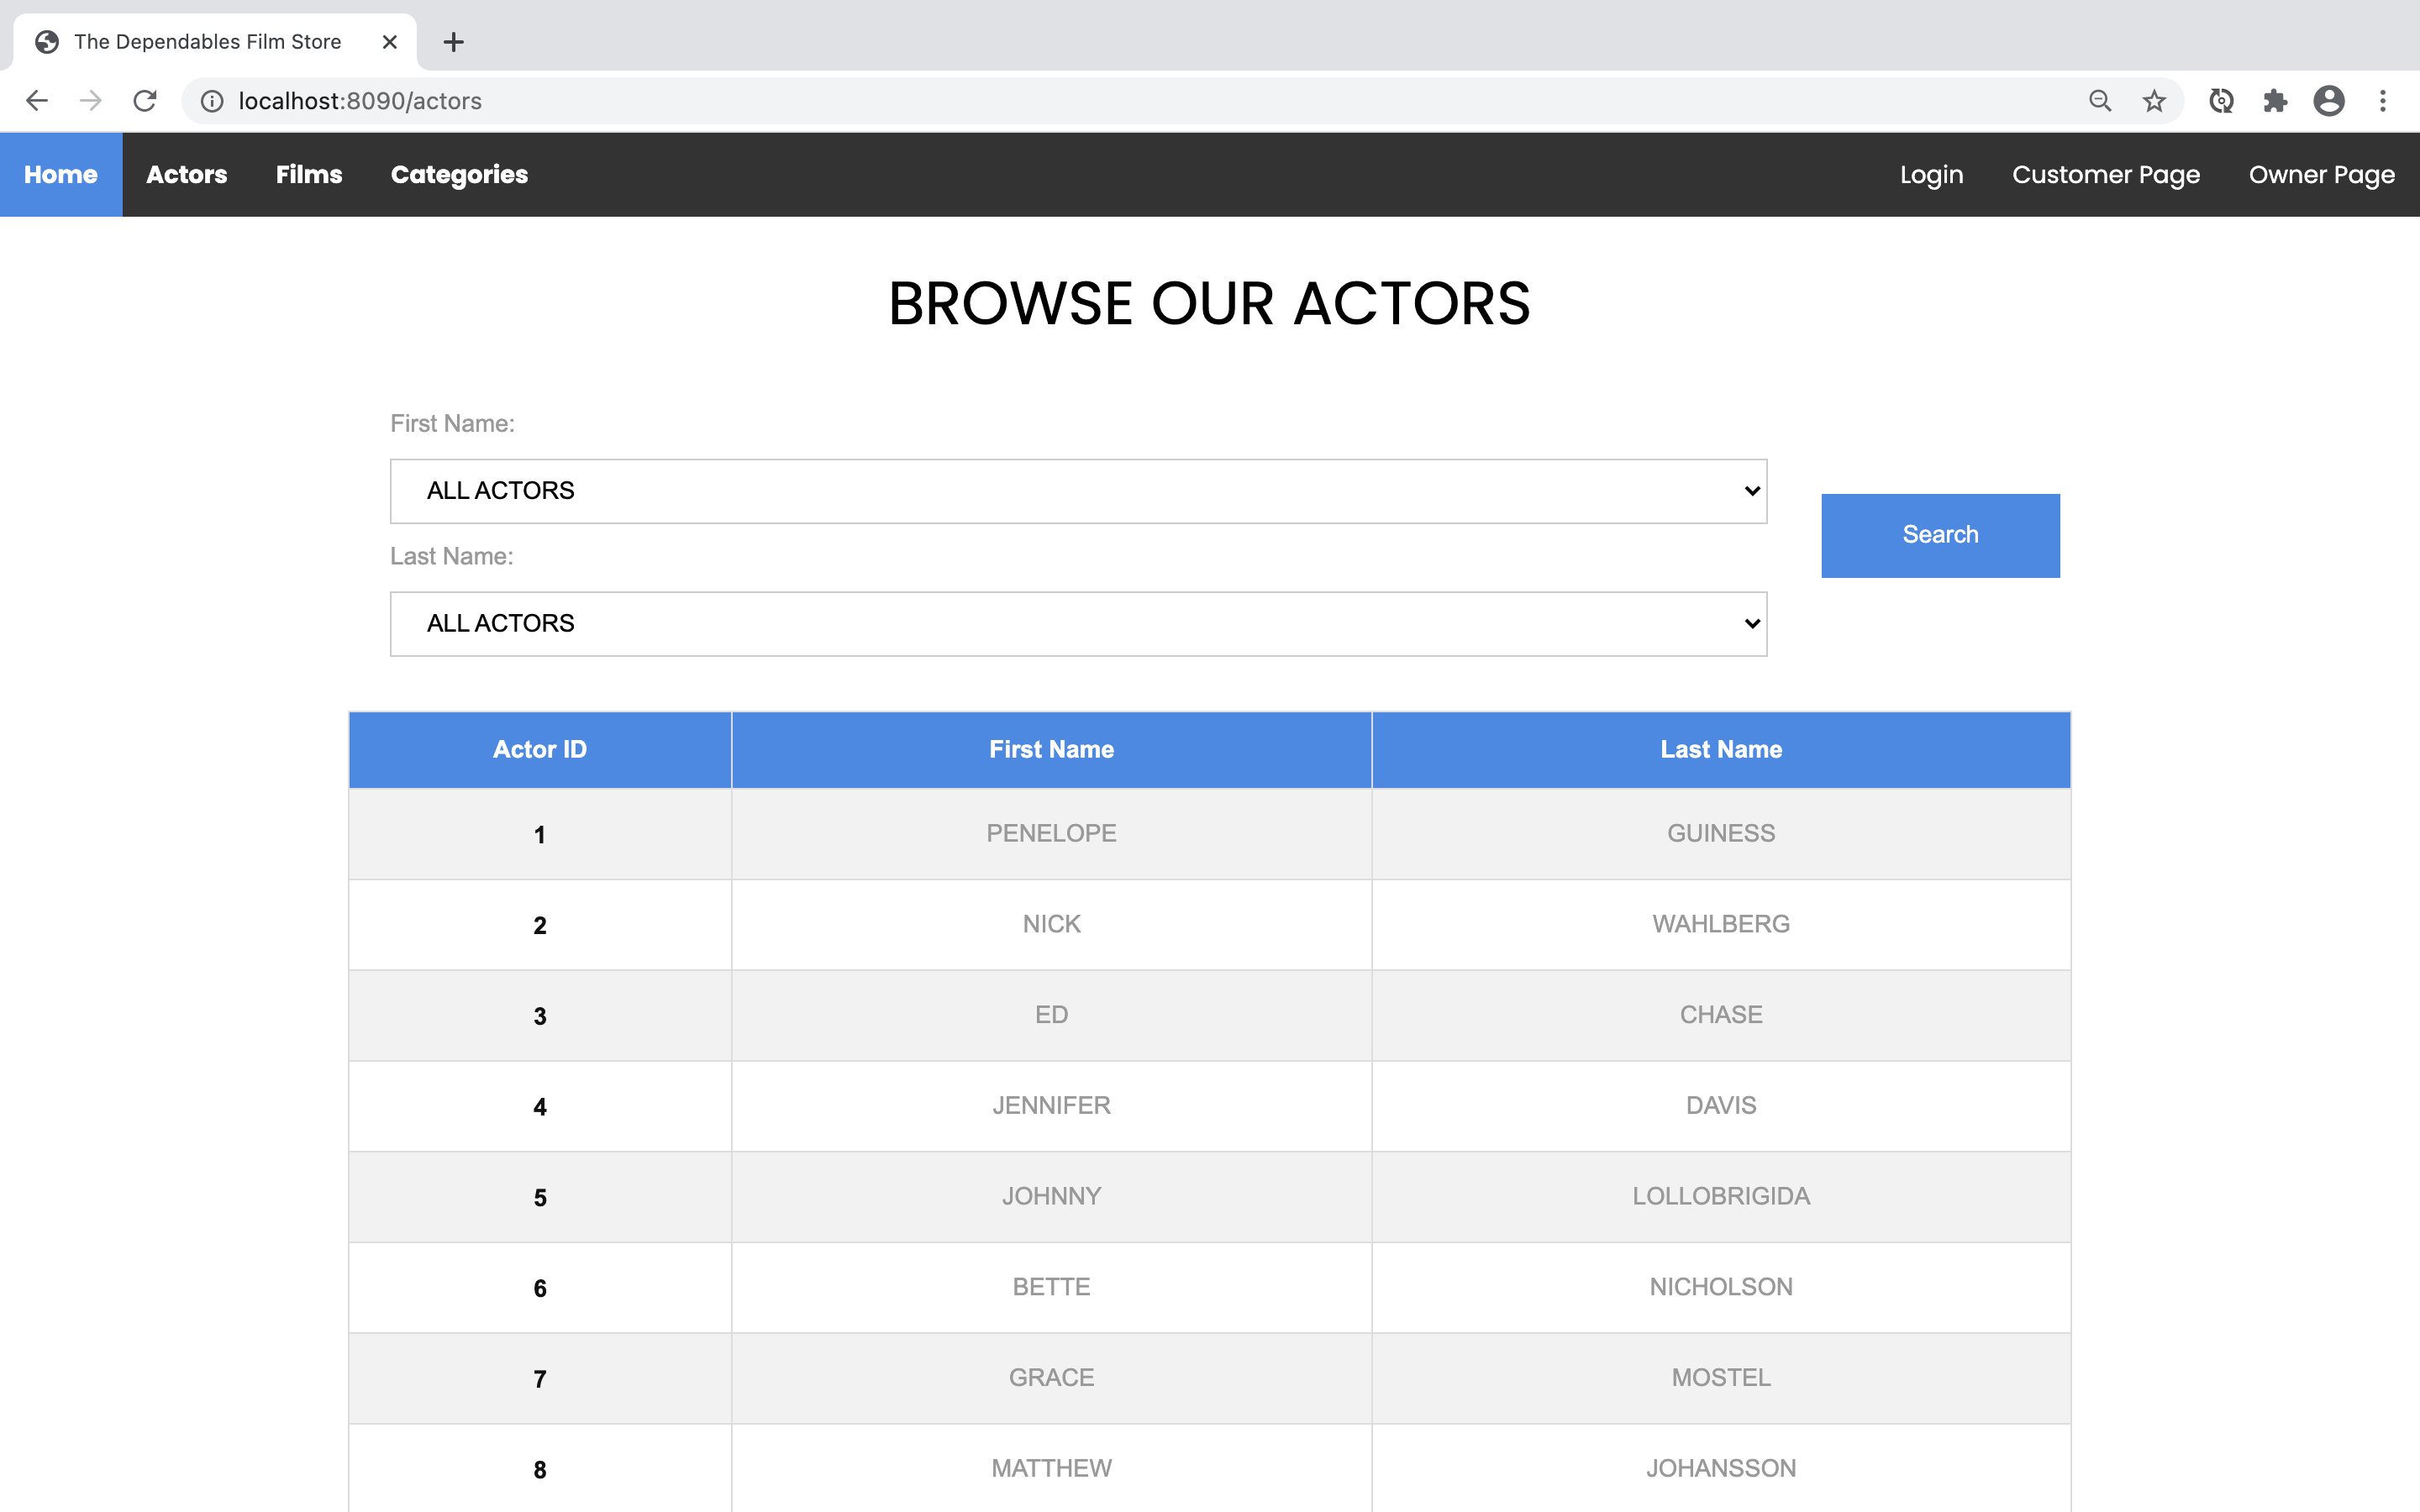 The Dependables Film Store
localhost:8090/actors
Home Actors Films Categories Login Customer Page Owner Page
BROWSE OUR ACTORS
First Name:
ALL ACTORS
Search
Last Name:
ALL ACTORS
Actor ID First Name Last Name
1 PENELOPE GUINESS
2 NICK WAHLBERG
3 ED CHASE
4 JENNIFER DAVIS
5 JOHNNY LOLLOBRIGIDA
6 BETTE NICHOLSON
7 GRACE MOSTEL
8 MATTHEW JOHANSSON